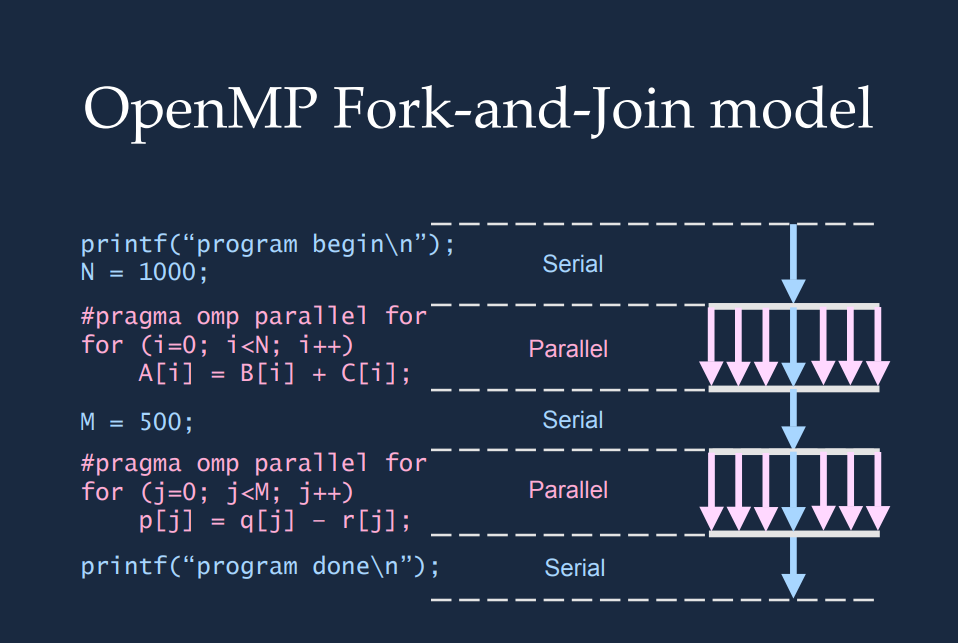 OpenMP Fork-and-Join model
printf(“program begin\n”);
N = 1000;
Serial
#pragma omp parallel for
for (i=0; i<N; i++)
    A[i] = B[i] + C[i];
Parallel
M = 500;
Serial
#pragma omp parallel for
for (j=0; j<M; j++)
    p[j] = q[j] – r[j];
Parallel
printf(“program done\n”);
Serial